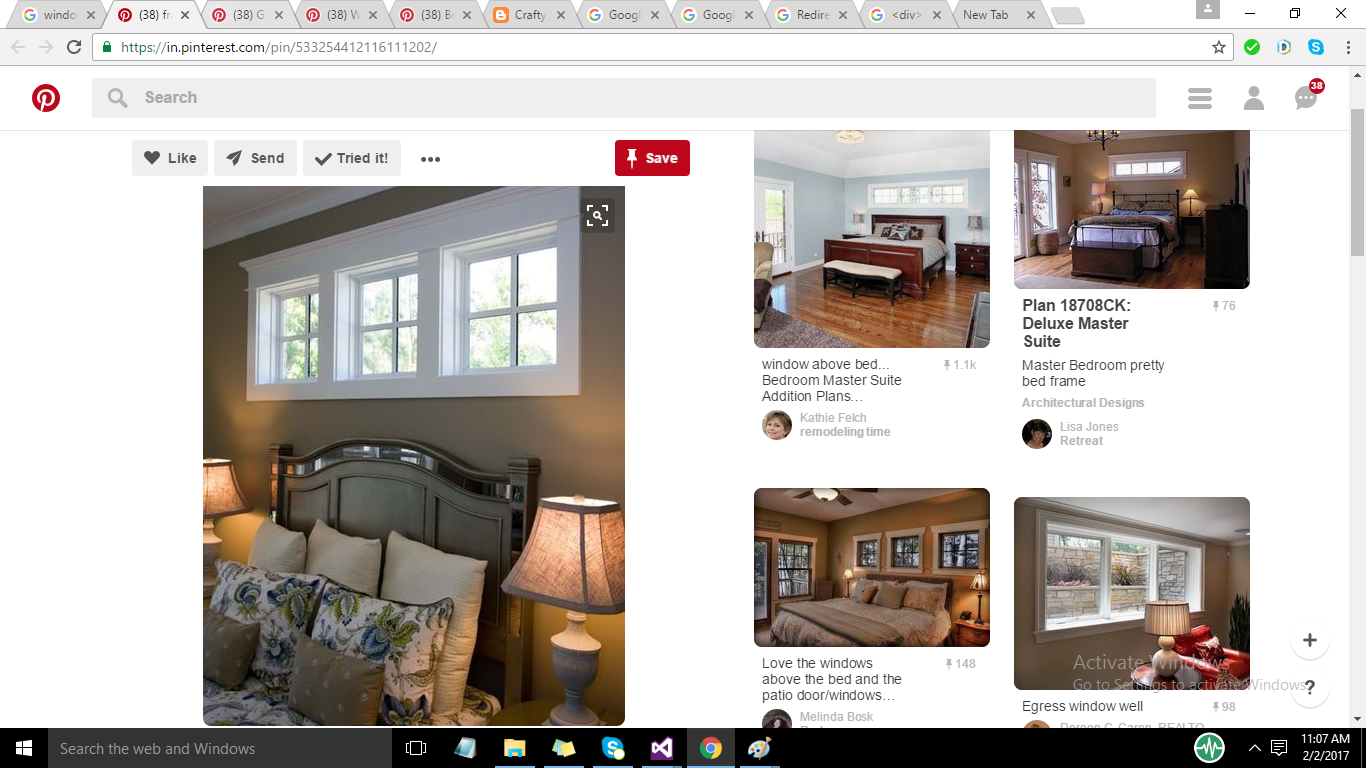 windo
(38) fr
(38) G
(38) W
(38) B
Crafty
Googl
Googl
Redire
<div>
New Tab
https://in.pinterest.com/pin/533254412116111202/
Search
38
Like
Send
Tried it!
Save
window above bed...
Bedroom Master Suite
Addition Plans…
1.1k
Kathie Felch
remodeling time
Plan 18708CK:
Deluxe Master
Suite
76
Master Bedroom pretty
bed frame
Architectural Designs
Lisa Jones
Retreat
Love the windows
above the bed and the
patio door/windows…
148
Melinda Bosk
Egress window well
98
Activate Windows
Go to Settings to activate Windows.
+
?
Search the web and Windows
11:07 AM
2/2/2017